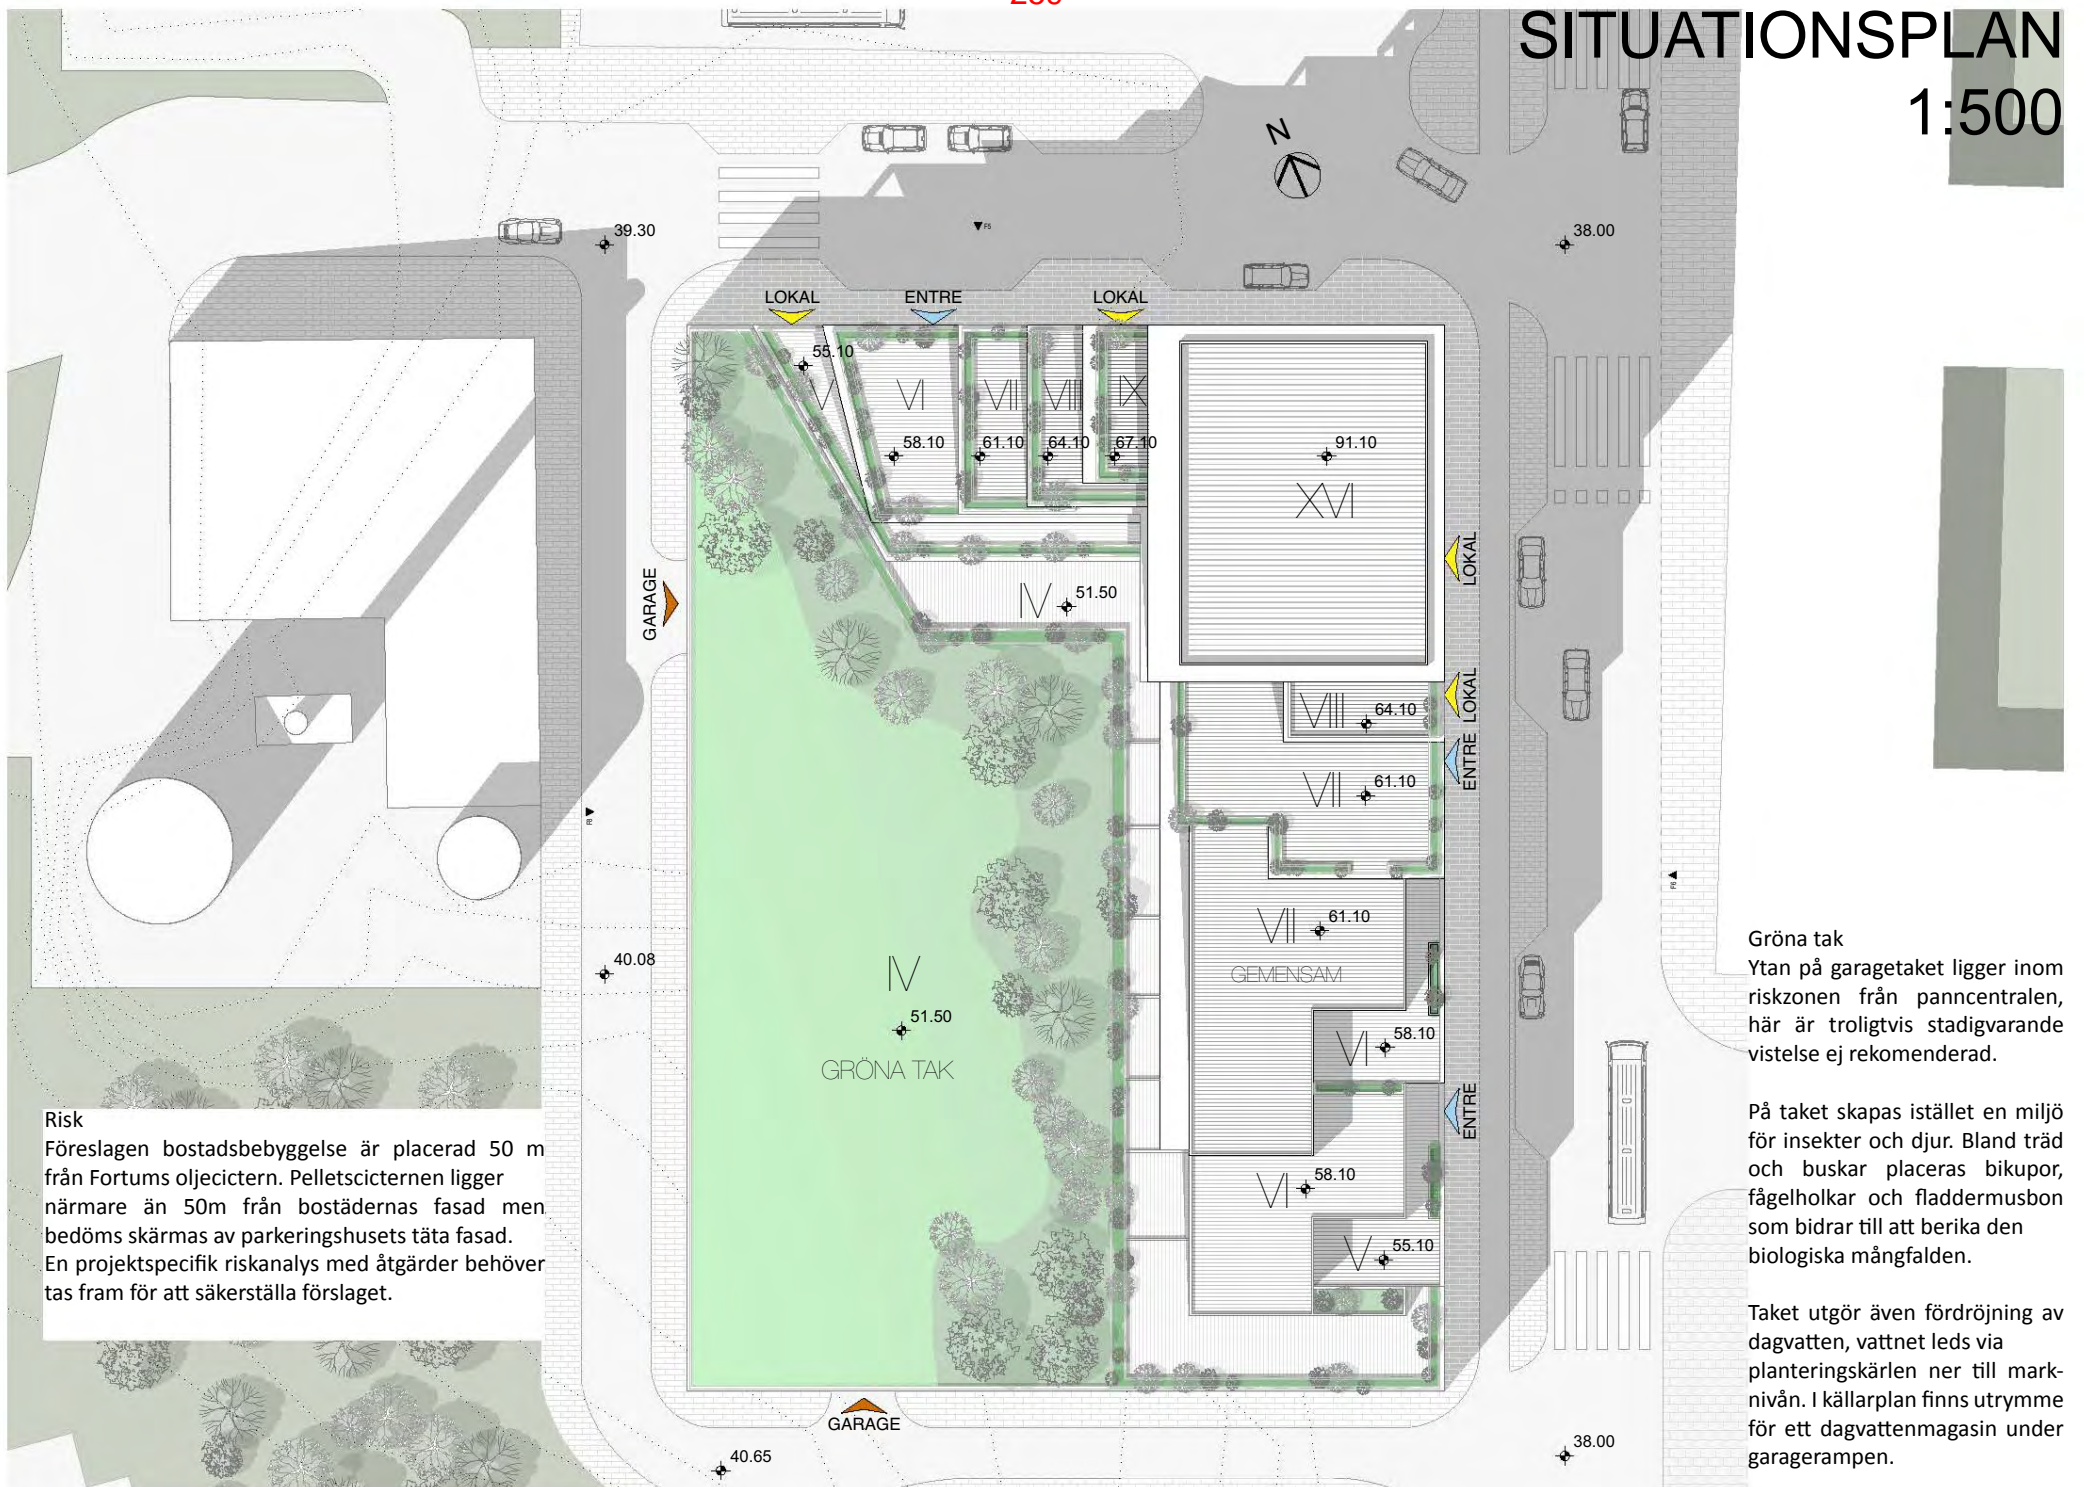 SITUATIONSPLAN
1:500
N
39.30
F5
38.00
LOKAL
ENTRE
LOKAL
55.10
V
VI
VII
VIII
IX
58.10
61.10
64.10
67.10
91.10
XVI
LOKAL
GARAGE
IV
51.50
LOKAL
VIII
64.10
ENTRE
VII
61.10
VII
61.10
GEMENSAM
40.08
IV
51.50
GRÖNA TAK
VI
58.10
ENTRE
VI
58.10
V
55.10
GARAGE
40.65
38.00
Risk
Föreslagen bostadsbebyggelse är placerad 50 m
från Fortums oljecictern. Pelletscicternen ligger
närmare än 50m från bostädernas fasad men
bedöms skärmas av parkeringshusets täta fasad.
En projektspecifik riskanalys med åtgärder behöver
tas fram för att säkerställa förslaget.
Gröna tak
Ytan på garagetaket ligger inom
riskzonen från panncentralen,
här är troligtvis stadigvarande
vistelse ej rekomenderad.
På taket skapas istället en miljö
för insekter och djur. Bland träd
och buskar placeras bikupor,
fågelholkar och fladdermusbon
som bidrar till att berika den
biologiska mångfalden.
Taket utgör även fördröjning av
dagvatten, vattnet leds via
planteringskärlen ner till mark-
nivån. I källarplan finns utrymme
för ett dagvattenmagasin under
garagerampen.